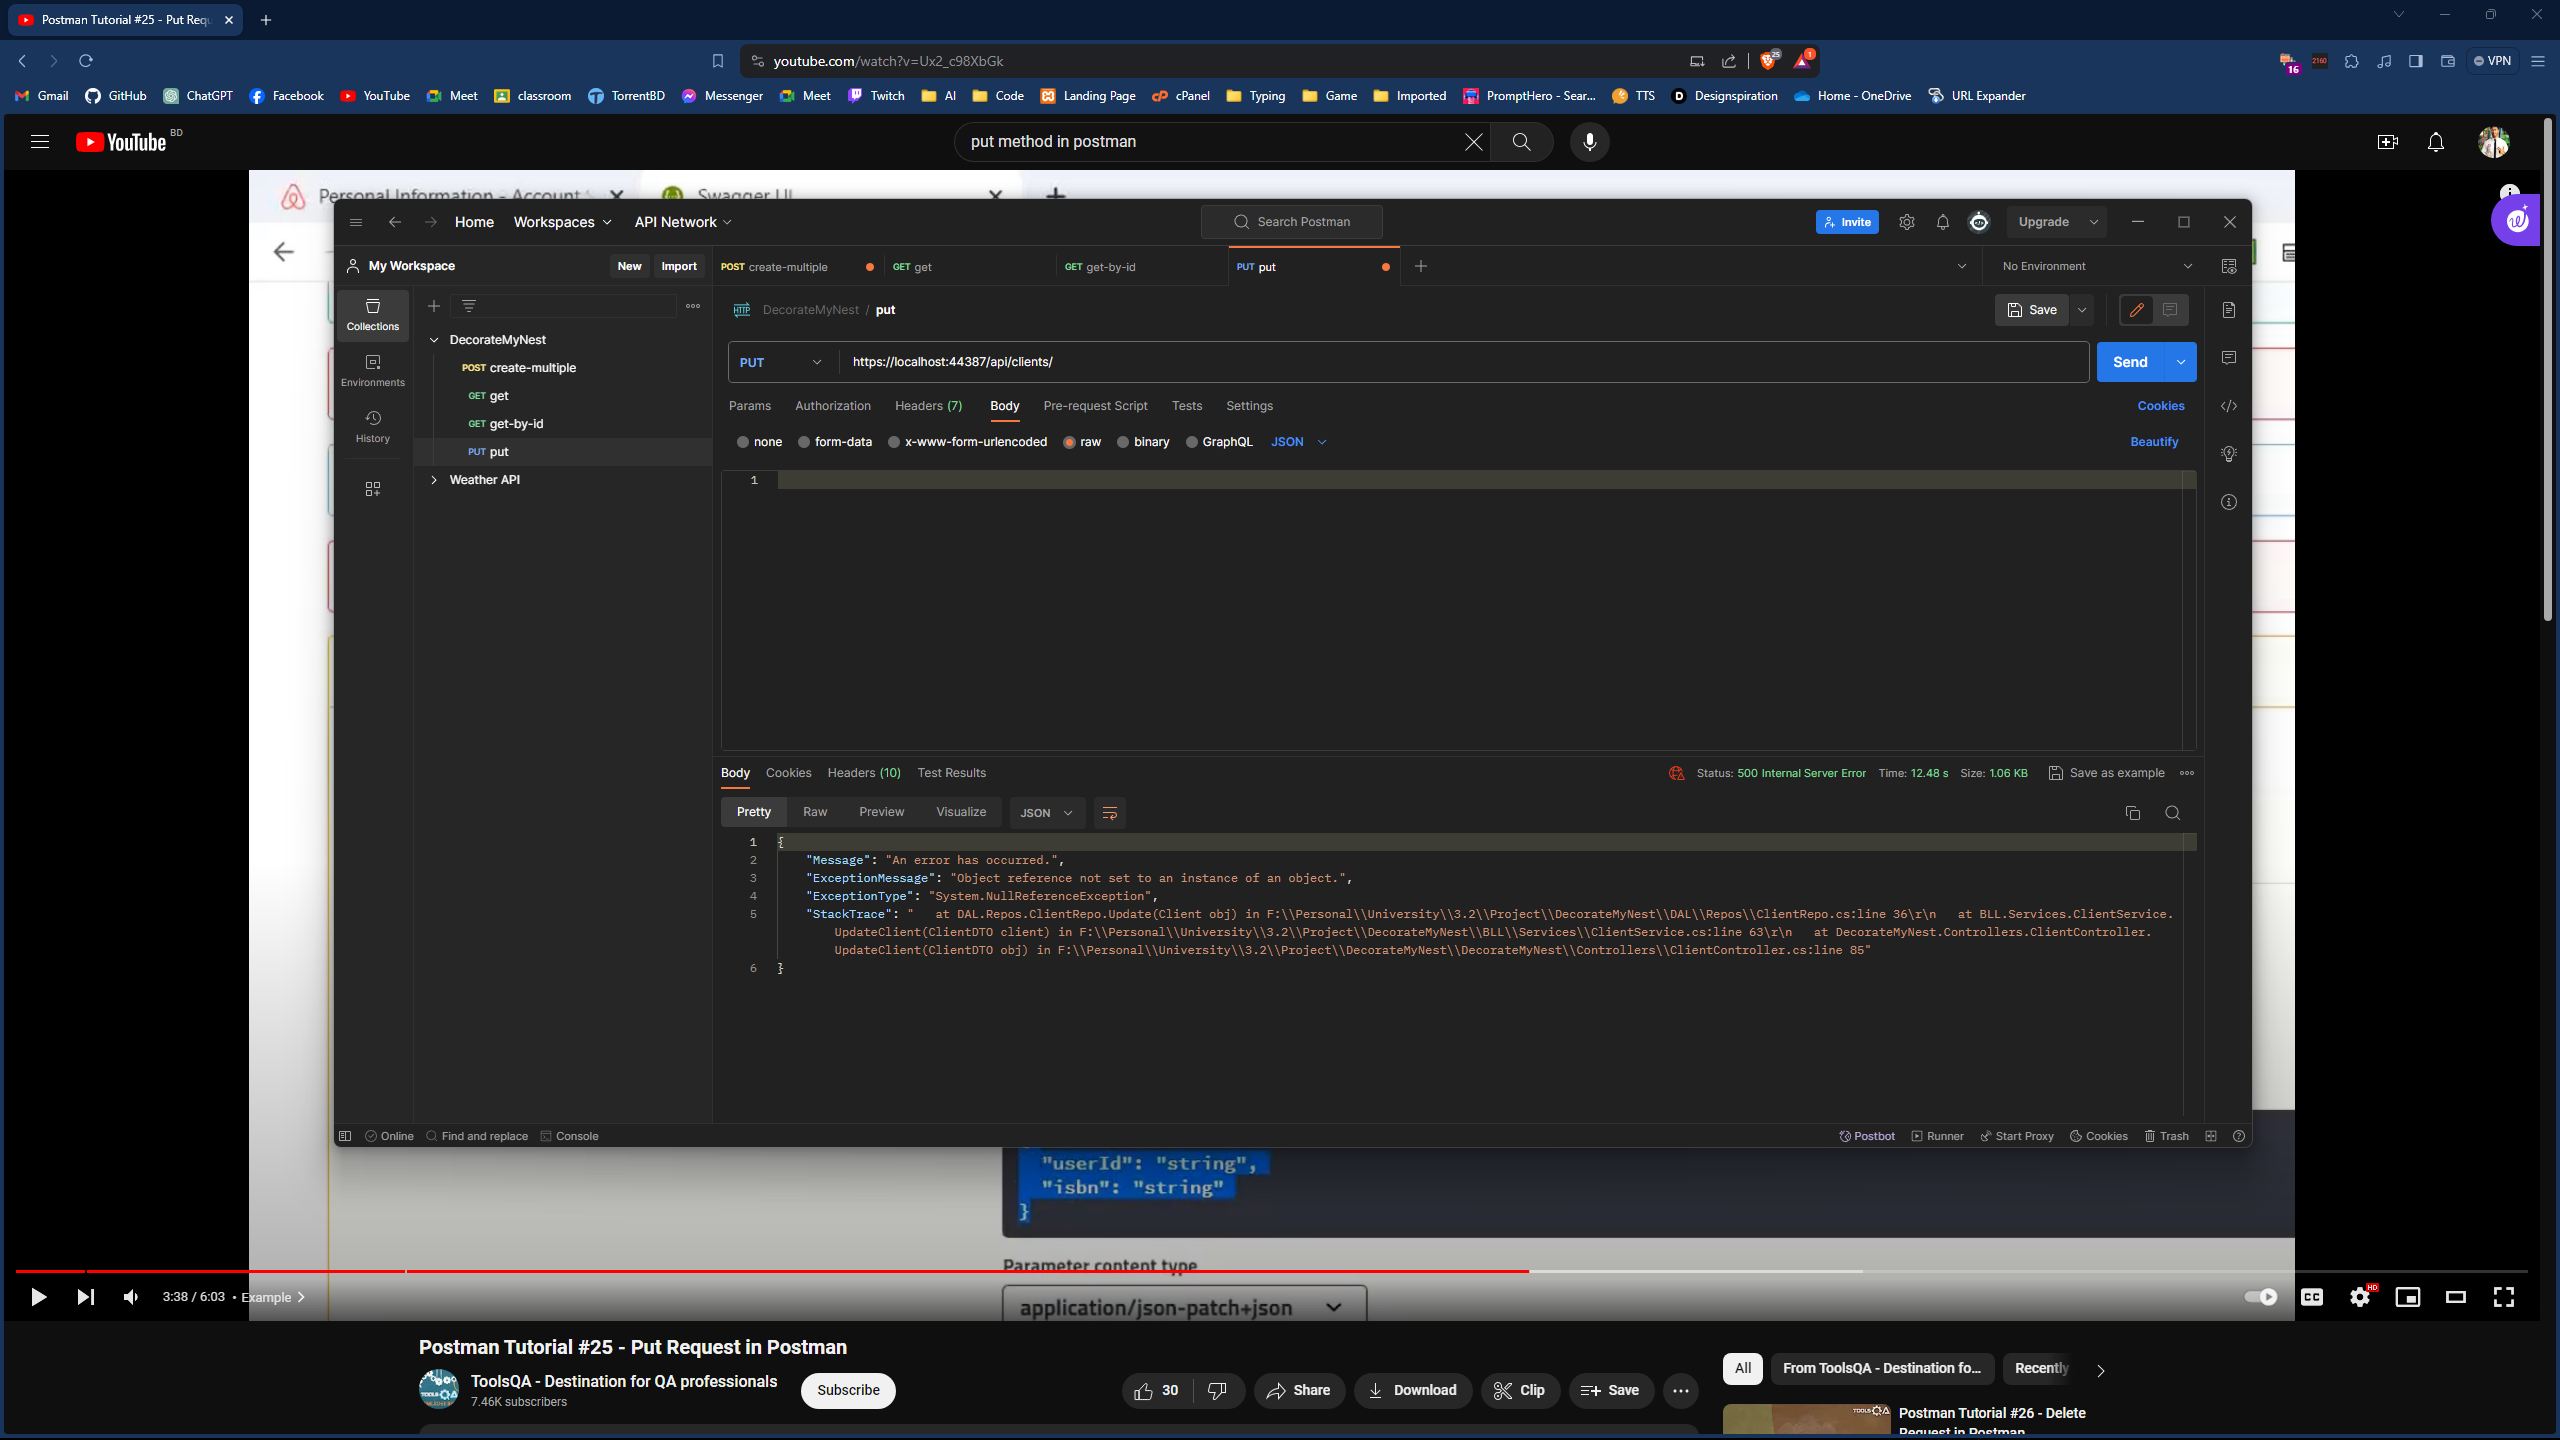 Postman Tutorial #25 - Put Requ
youtube.com/watch?v=Ux2_c98XbGk
25
1
16
2160
VPN
Gmail GitHub ChatGPT Facebook YouTube Meet classroom TorrentBD Messenger Meet Twitch AI Code Landing Page cPanel Typing Game Imported PromptHero - Sear... TTS Designspiration Home - OneDrive URL Expander
YouTube BD
put method in postman
Personal Information - Account
Swagger UI
Home Workspaces API Network
Search Postman
Invite
Upgrade
My Workspace
New Import
POST create-multiple
GET get
GET get-by-id
PUT put
No Environment
Collections
Environments
History
DecorateMyNest
POST create-multiple
GET get
GET get-by-id
PUT put
Weather API
HTTP DecorateMyNest / put
Save
PUT https://localhost:44387/api/clients/
Send
Params Authorization Headers (7) Body Pre-request Script Tests Settings
Cookies
none form-data x-www-form-urlencoded raw binary GraphQL JSON
Beautify
1
Body Cookies Headers (10) Test Results
Status: 500 Internal Server Error Time: 12.48 s Size: 1.06 KB
Save as example
Pretty Raw Preview Visualize JSON
1 {
2 "Message": "An error has occurred.",
3 "ExceptionMessage": "Object reference not set to an instance of an object.",
4 "ExceptionType": "System.NullReferenceException",
5 "StackTrace": "   at DAL.Repos.ClientRepo.Update(Client obj) in F:\\Personal\\University\\3.2\\Project\\DecorateMyNest\\DAL\\Repos\\ClientRepo.cs:line 36\r\n   at BLL.Services.ClientService.
UpdateClient(ClientDTO client) in F:\\Personal\\University\\3.2\\Project\\DecorateMyNest\\BLL\\Services\\ClientService.cs:line 63\r\n   at DecorateMyNest.Controllers.ClientController.
UpdateClient(ClientDTO obj) in F:\\Personal\\University\\3.2\\Project\\DecorateMyNest\\DecorateMyNest\\Controllers\\ClientController.cs:line 85"
6 }
Online Find and replace Console
Postbot Runner Start Proxy Cookies Trash
"userId": "string",
"isbn": "string"
}
Parameter content type
application/json-patch+json
3:38 / 6:03 • Example
CC
HD
Postman Tutorial #25 - Put Request in Postman
ToolsQA - Destination for QA professionals
7.46K subscribers
Subscribe
30
Share
Download
Clip
Save
All
From ToolsQA - Destination fo...
Recently
TOOLSQA
Postman Tutorial #26 - Delete
Request in Postman